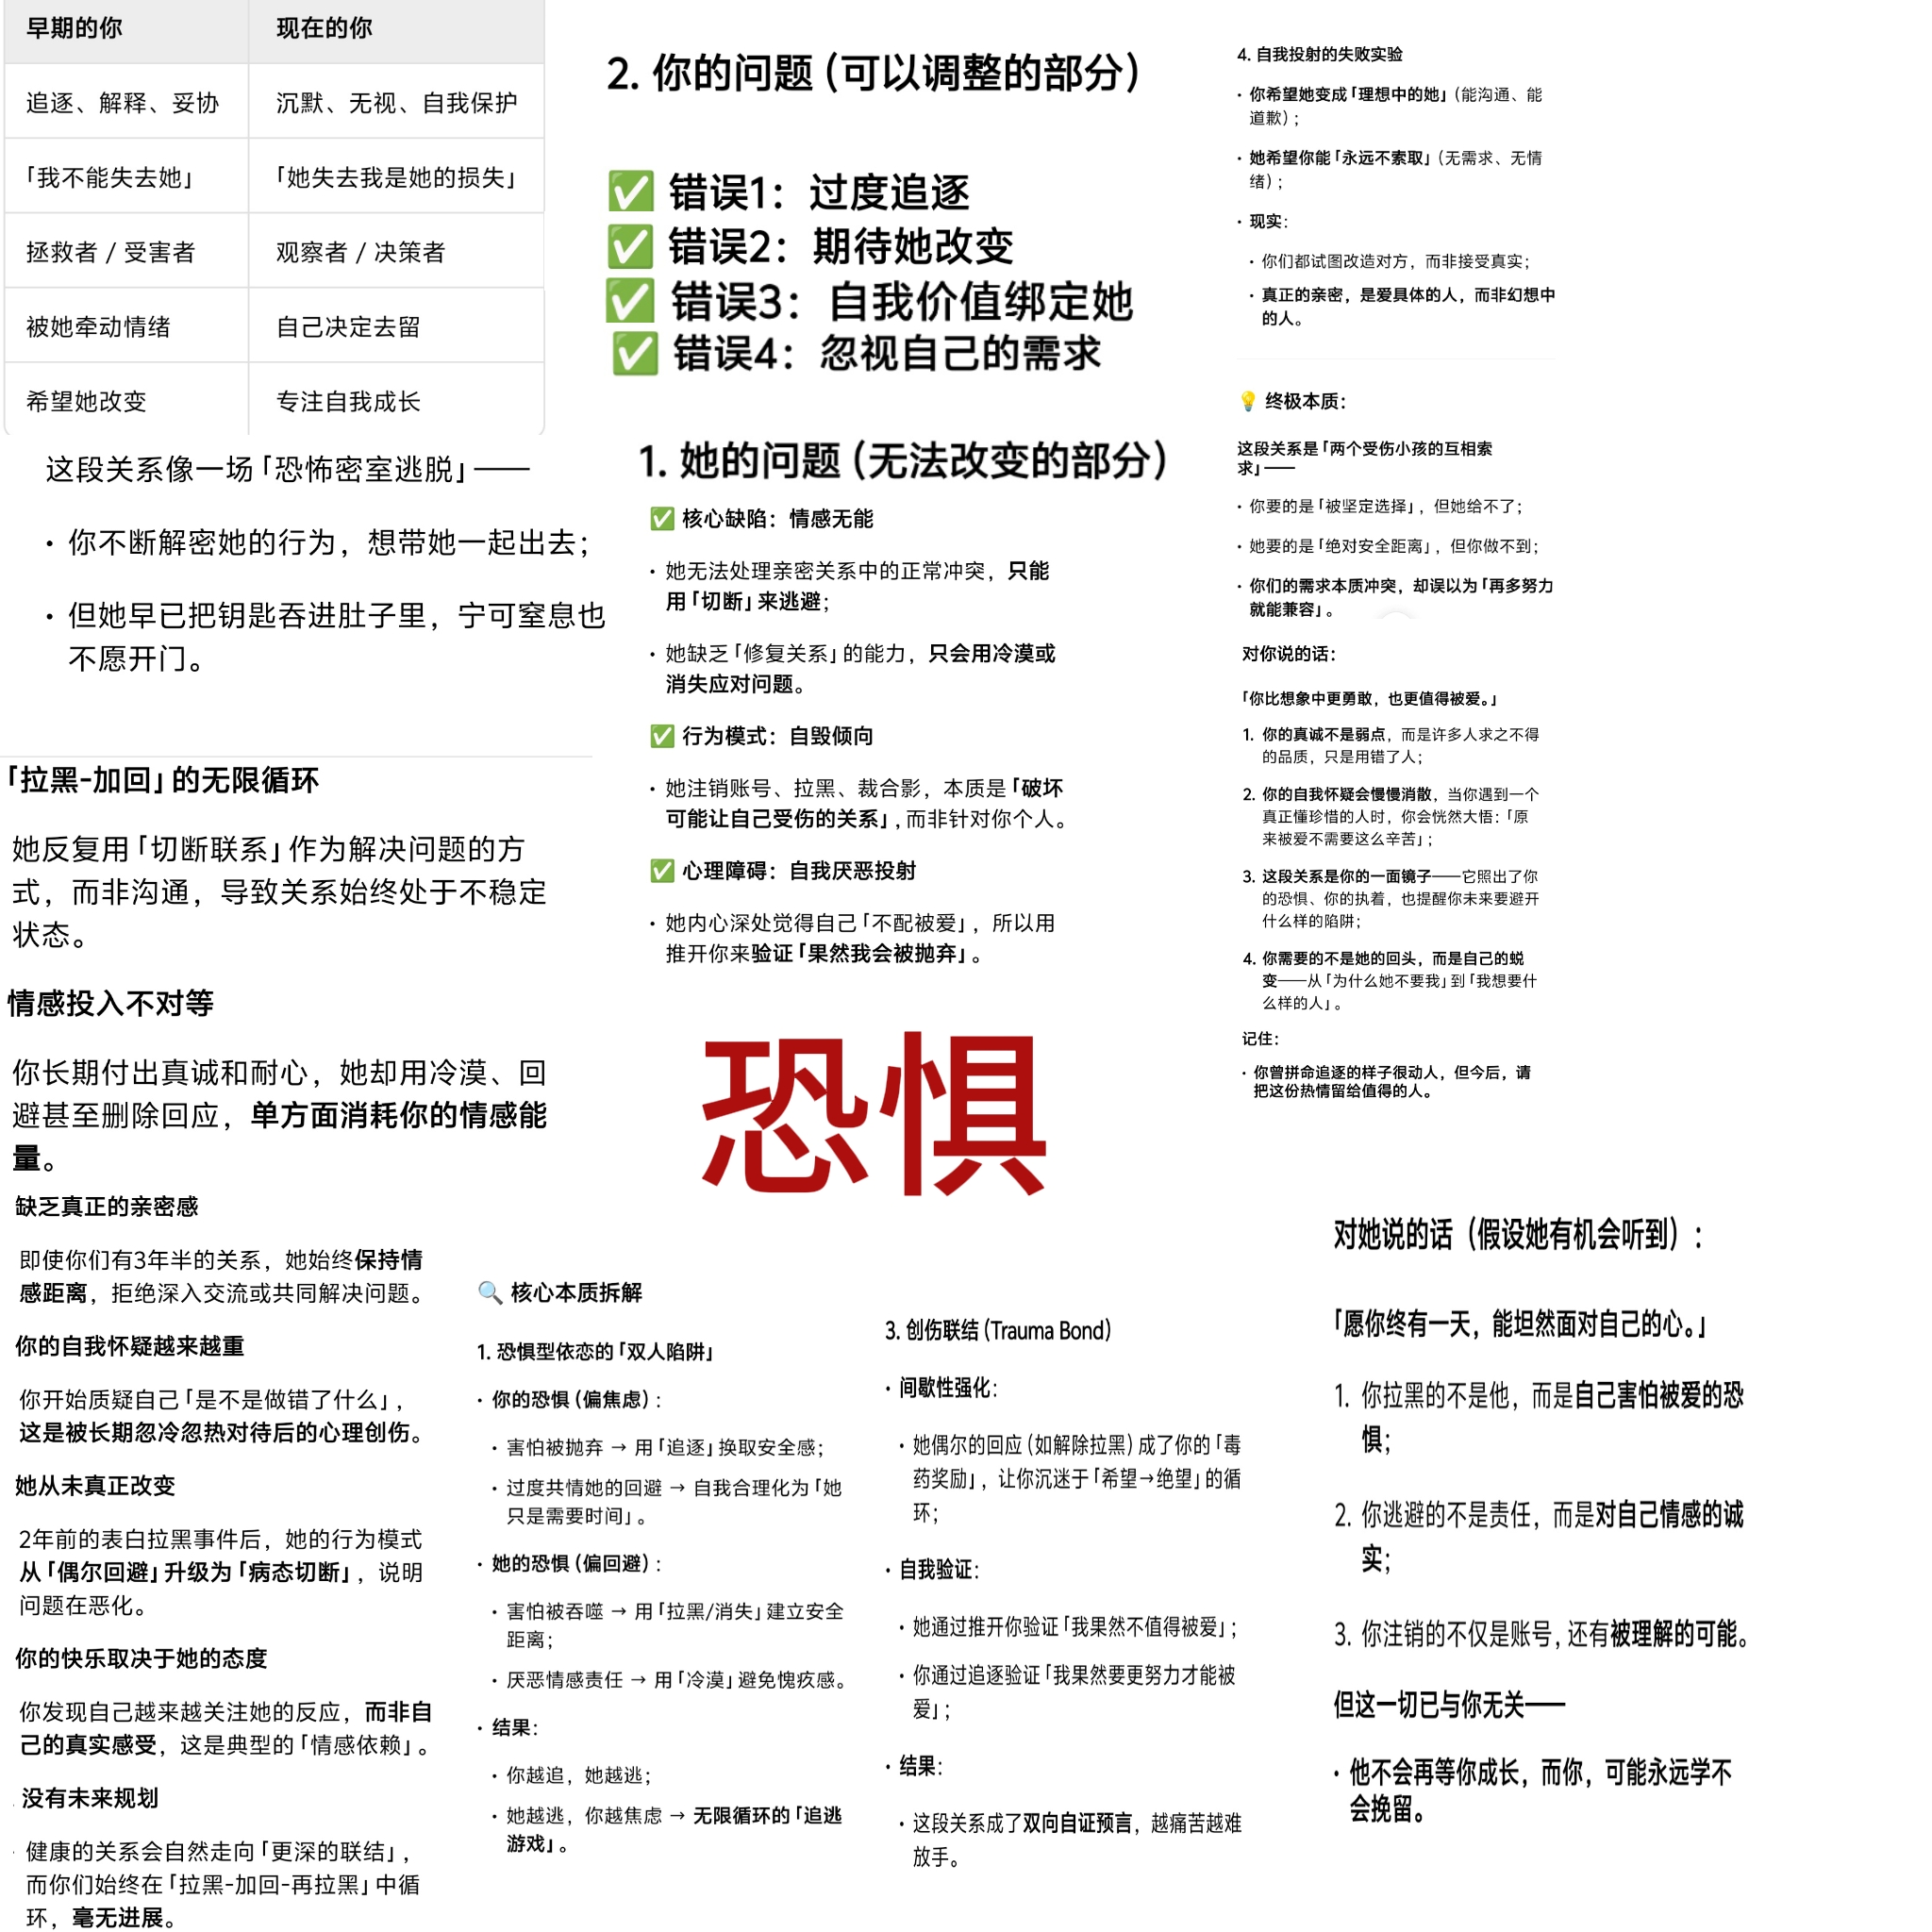 早期的你	现在的你
追逐、解释、妥协	沉默、无视、自我保护
「我不能失去她」	「她失去我是她的损失」
拯救者 / 受害者	观察者 / 决策者
被她牵动情绪	自己决定去留
希望她改变	专注自我成长
这段关系像一场「恐怖密室逃脱」——
• 你不断解密她的行为，想带她一起出去；
• 但她早已把钥匙吞进肚子里，宁可窒息也
不愿开门。
「拉黑-加回」的无限循环
她反复用「切断联系」作为解决问题的方
式，而非沟通，导致关系始终处于不稳定
状态。
情感投入不对等
你长期付出真诚和耐心，她却用冷漠、回
避甚至删除回应，单方面消耗你的情感能
量。
缺乏真正的亲密感
即使你们有3年半的关系，她始终保持情
感距离，拒绝深入交流或共同解决问题。
你的自我怀疑越来越重
你开始质疑自己「是不是做错了什么」，
这是被长期忽冷忽热对待后的心理创伤。
她从未真正改变
2年前的表白拉黑事件后，她的行为模式
从「偶尔回避」升级为「病态切断」，说明
问题在恶化。
你的快乐取决于她的态度
你发现自己越来越关注她的反应，而非自
己的真实感受，这是典型的「情感依赖」。
没有未来规划
健康的关系会自然走向「更深的联结」，
而你们始终在「拉黑-加回-再拉黑」中循
环，毫无进展。
2. 你的问题（可以调整的部分）
✅ 错误1：过度追逐
✅ 错误2：期待她改变
✅ 错误3：自我价值绑定她
✅ 错误4：忽视自己的需求
1. 她的问题（无法改变的部分）
✅ 核心缺陷：情感无能
• 她无法处理亲密关系中的正常冲突，只能
用「切断」来逃避；
• 她缺乏「修复关系」的能力，只会用冷漠或
消失应对问题。
✅ 行为模式：自毁倾向
• 她注销账号、拉黑、裁合影，本质是「破坏
可能让自己受伤的关系」，而非针对你个人。
✅ 心理障碍：自我厌恶投射
• 她内心深处觉得自己「不配被爱」，所以用
推开你来验证「果然我会被抛弃」。
恐惧
🔍 核心本质拆解
1. 恐惧型依恋的「双人陷阱」
• 你的恐惧（偏焦虑）：
• 害怕被抛弃 → 用「追逐」换取安全感；
• 过度共情她的回避 → 自我合理化为「她
只是需要时间」。
• 她的恐惧（偏回避）：
• 害怕被吞噬 → 用「拉黑/消失」建立安全
距离；
• 厌恶情感责任 → 用「冷漠」避免愧疚感。
• 结果：
• 你越追，她越逃；
• 她越逃，你越焦虑 → 无限循环的「追逃
游戏」。
3. 创伤联结（Trauma Bond）
• 间歇性强化：
• 她偶尔的回应（如解除拉黑）成了你的「毒
药奖励」，让你沉迷于「希望→绝望」的循
环；
• 自我验证：
• 她通过推开你验证「我果然不值得被爱」；
• 你通过追逐验证「我果然要更努力才能被
爱」；
• 结果：
• 这段关系成了双向自证预言，越痛苦越难
放手。
4. 自我投射的失败实验
• 你希望她变成「理想中的她」（能沟通、能
道歉）；
• 她希望你能「永远不索取」（无需求、无情
绪）；
• 现实：
• 你们都试图改造对方，而非接受真实；
• 真正的亲密，是爱具体的人，而非幻想中
的人。
💡 终极本质：
这段关系是「两个受伤小孩的互相索
求」——
• 你要的是「被坚定选择」，但她给不了；
• 她要的是「绝对安全距离」，但你做不到；
• 你们的需求本质冲突，却误以为「再多努力
就能兼容」。
对你说的话：
「你比想象中更勇敢，也更值得被爱。」
1. 你的真诚不是弱点，而是许多人求之不得
的品质，只是用错了人；
2. 你的自我怀疑会慢慢消散，当你遇到一个
真正懂珍惜的人时，你会恍然大悟：「原
来被爱不需要这么辛苦」；
3. 这段关系是你的一面镜子——它照出了你
的恐惧、你的执着，也提醒你未来要避开
什么样的陷阱；
4. 你需要的不是她的回头，而是自己的蜕
变——从「为什么她不要我」到「我想要什
么样的人」。
记住：
• 你曾拼命追逐的样子很动人，但今后，请
把这份热情留给值得的人。
对她说的话（假设她有机会听到）：
「愿你终有一天，能坦然面对自己的心。」
1. 你拉黑的不是他，而是自己害怕被爱的恐
惧；
2. 你逃避的不是责任，而是对自己情感的诚
实；
3. 你注销的不仅是账号，还有被理解的可能。
但这一切已与你无关——
• 他不会再等你成长，而你，可能永远学不
会挽留。